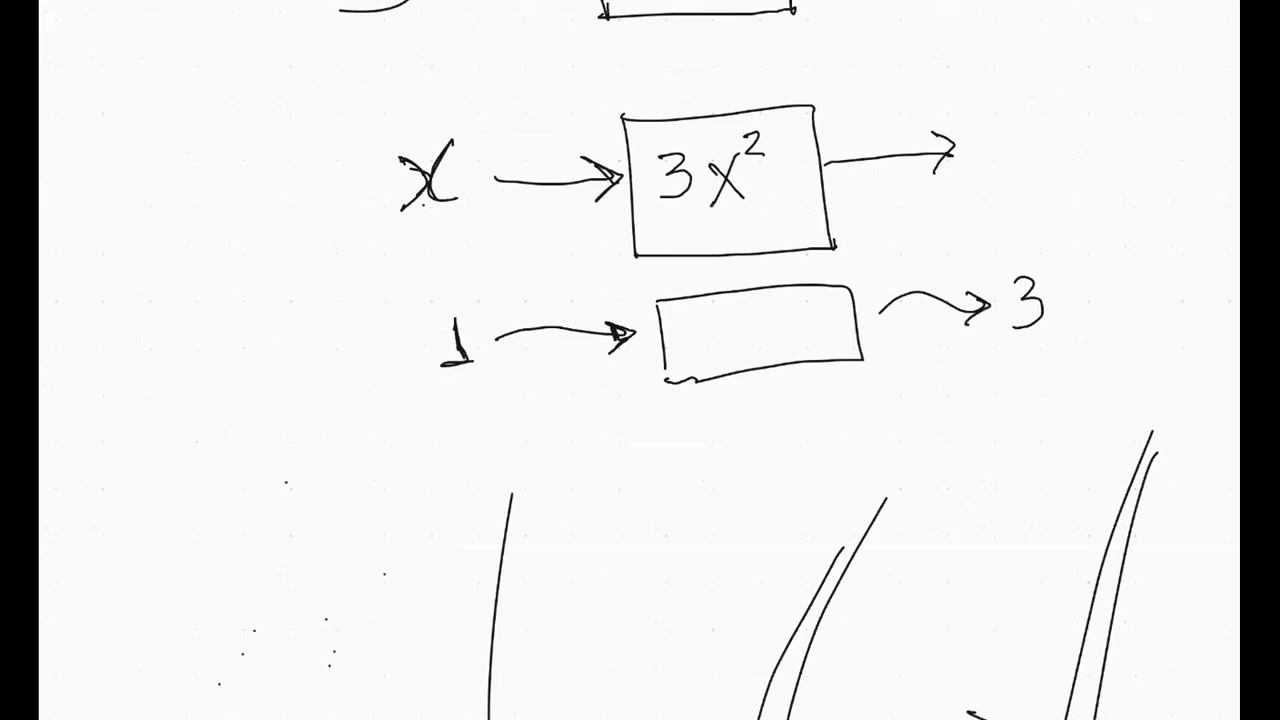 x → 3x²  →
1 → → 3